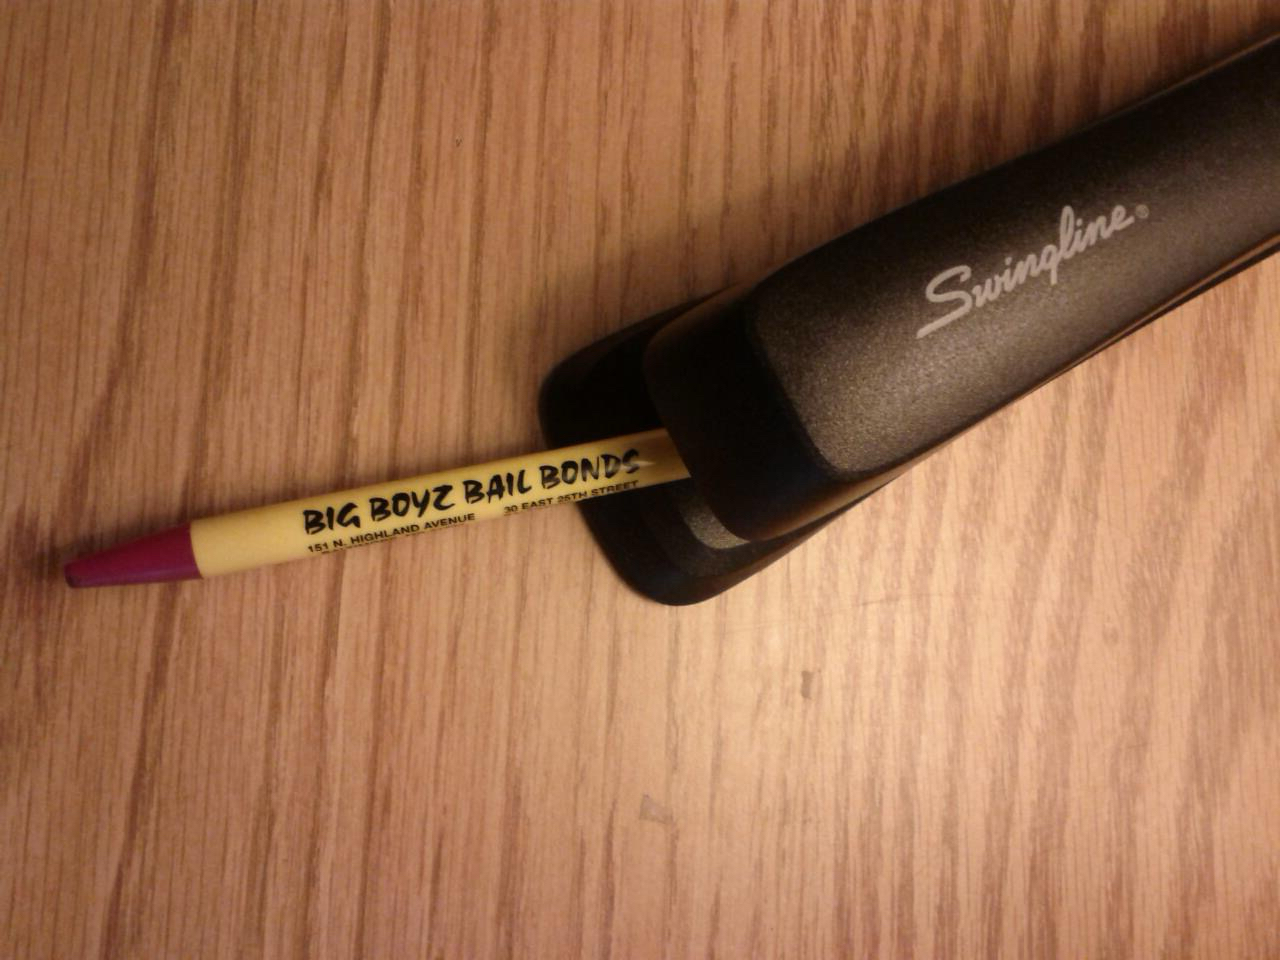 Swingline®
BIG BOYZ BAIL BONDS
151 N. HIGHLAND AVENUE 30 EAST 25TH STREET